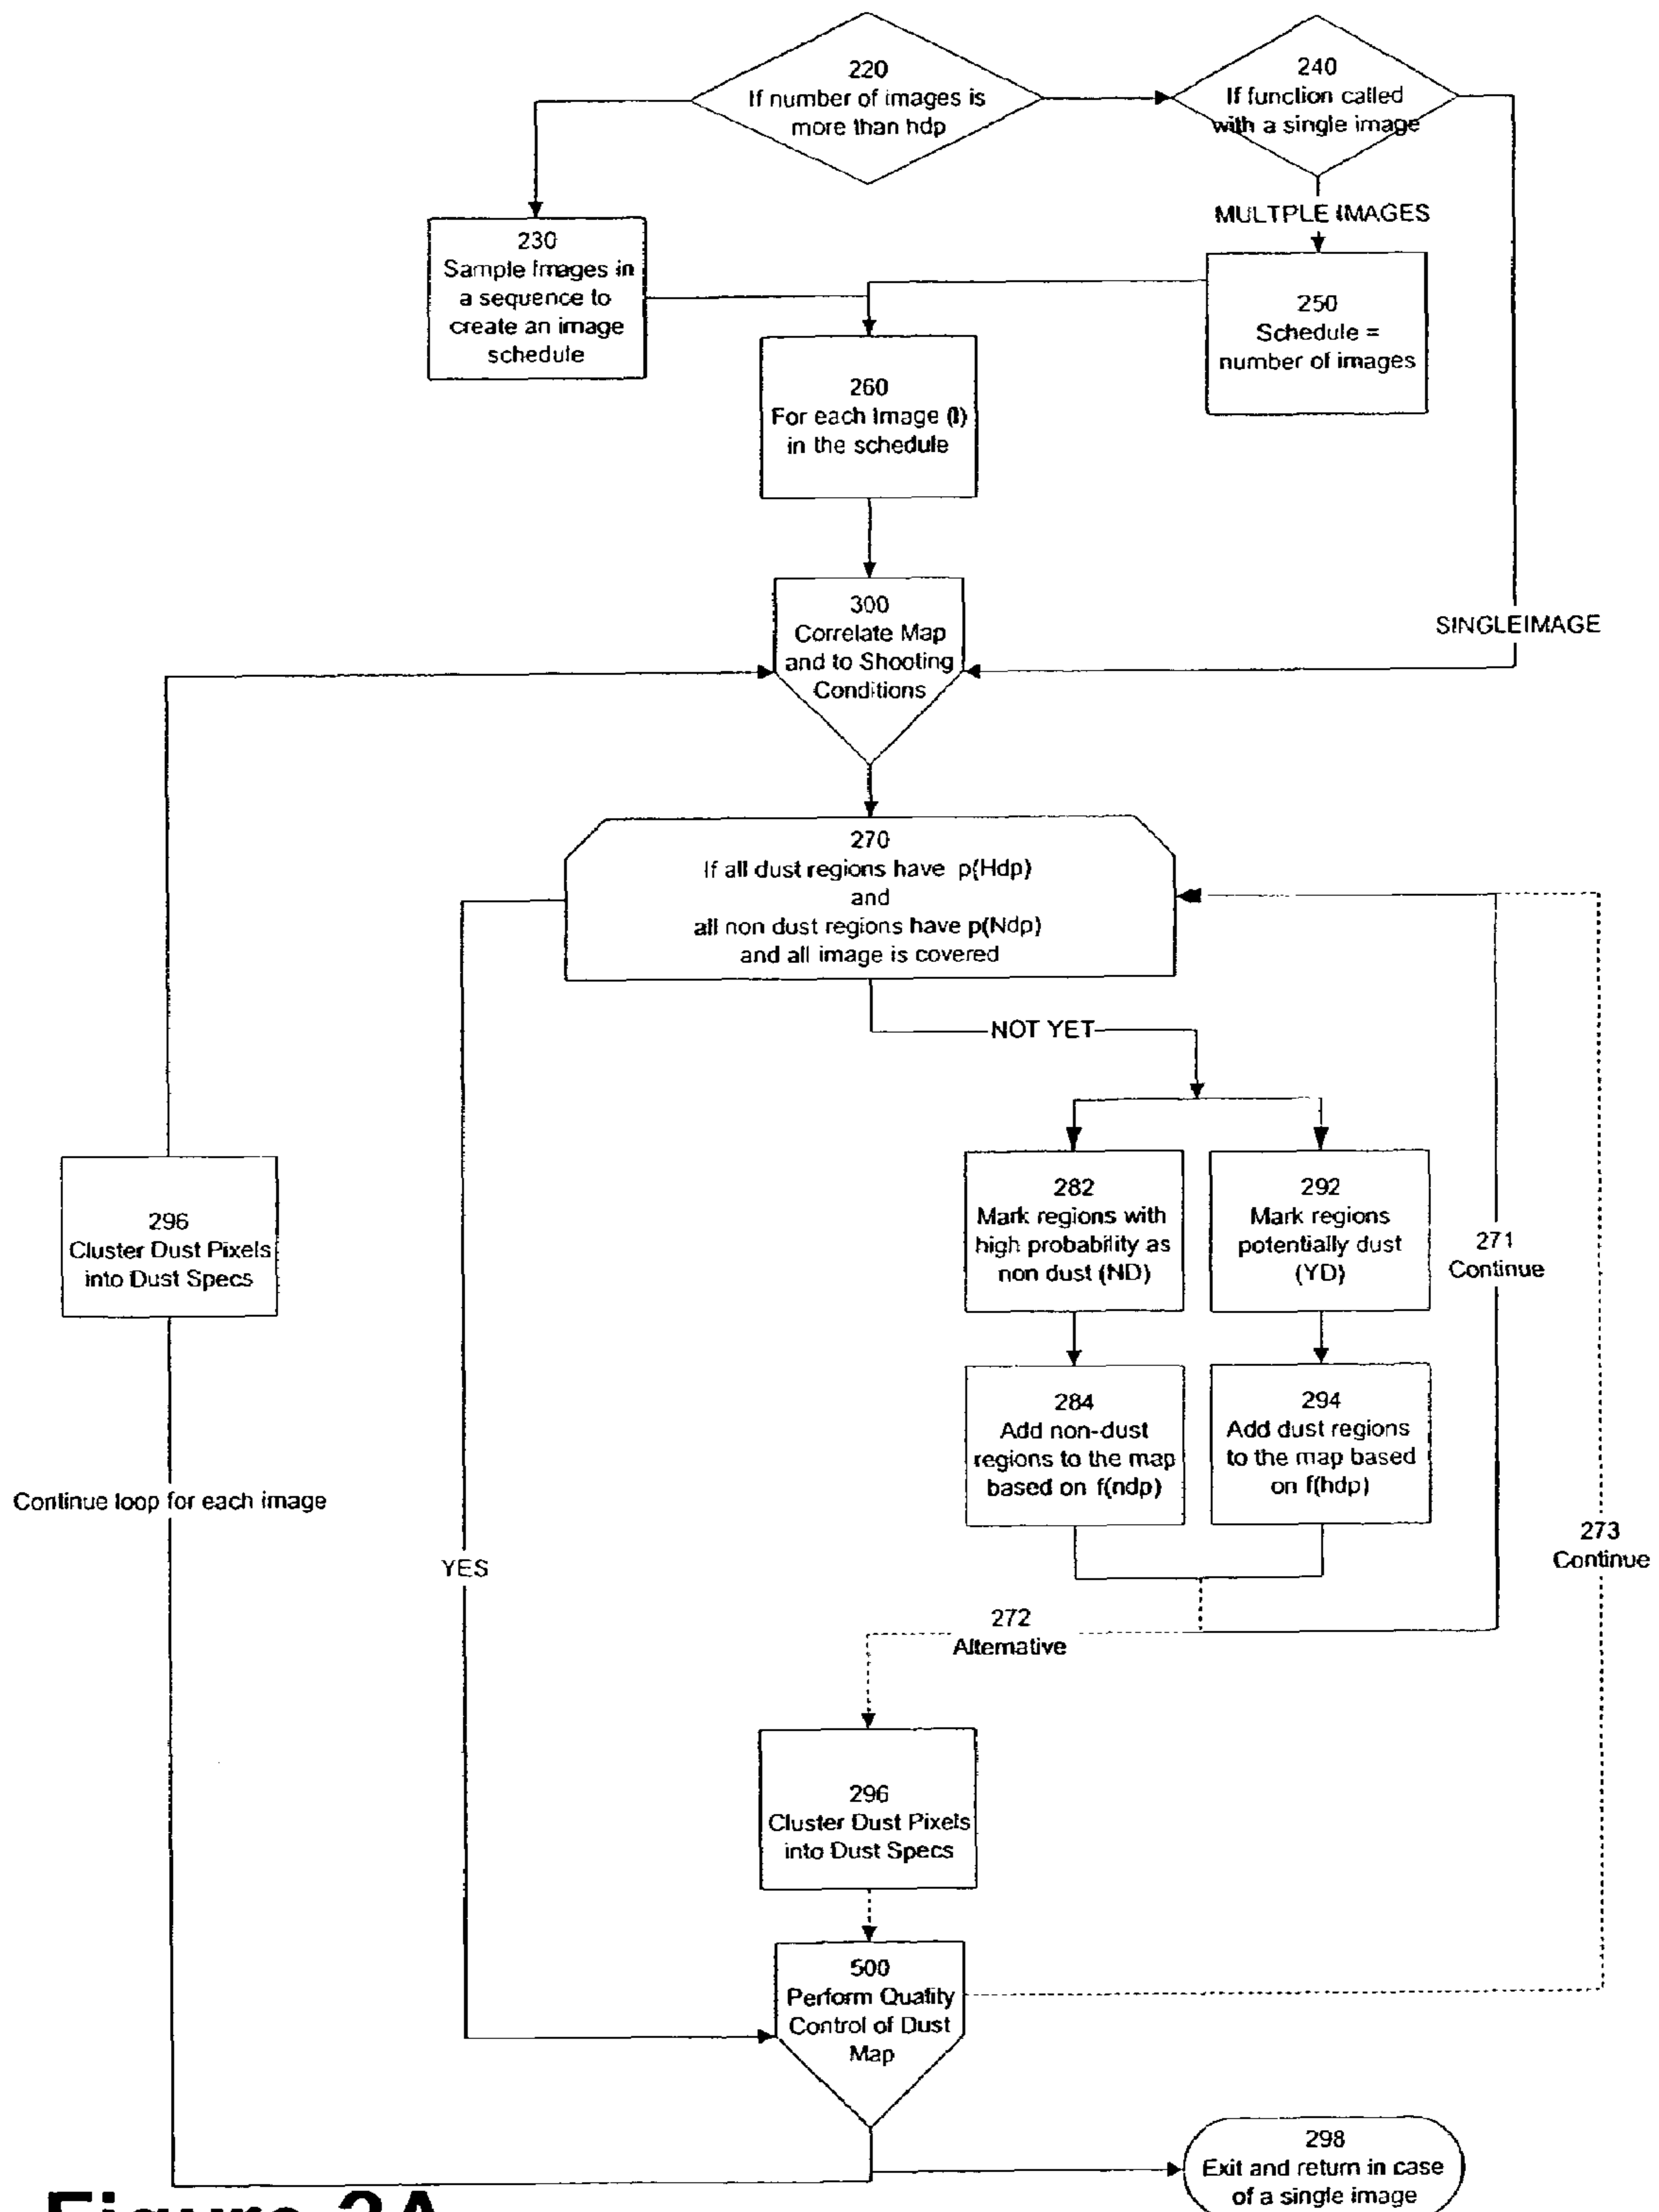 220
If number of images is
more than hdp
240
If function called
with a single image
MULTPLE IMAGES
230
Sample Images in
a sequence to
create an image
schedule
250
Schedule =
number of images
260
For each Image (I)
in the schedule
300
Correlate Map
and to Shooting
Conditions
SINGLEIMAGE
270
If all dust regions have p(Hdp)
and
all non dust regions have p(Ndp)
and all image is covered
NOT YET
296
Cluster Dust Pixels
into Dust Specs
282
Mark regions with
high probability as
non dust (ND)
292
Mark regions
potentially dust
(YD)
271
Continue
284
Add non-dust
regions to the map
based on f(ndp)
294
Add dust regions
to the map based
on f(hdp)
Continue loop for each image
YES
273
Continue
272
Alternative
296
Cluster Dust Pixels
into Dust Specs
500
Perform Quality
Control of Dust
Map
298
Exit and return in case
of a single image